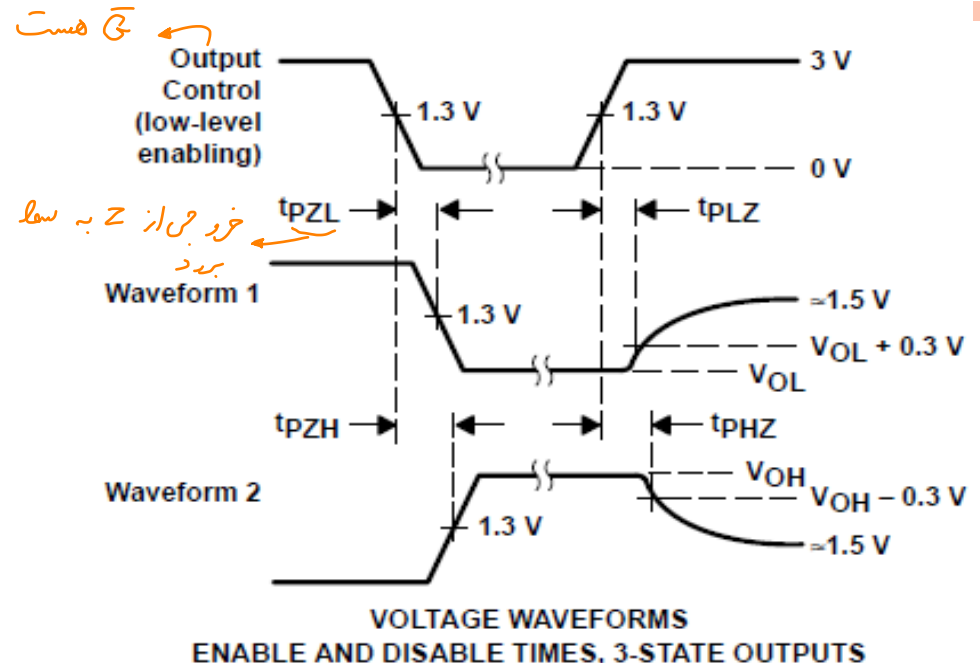 G̅ هست
Output
Control
(low-level
enabling)
3 V
1.3 V
1.3 V
0 V
tPZL
tPLZ
خروجی از Z به low
برود
Waveform 1
1.3 V
≈1.5 V
VOL + 0.3 V
VOL
tPZH
tPHZ
Waveform 2
1.3 V
VOH
VOH − 0.3 V
≈1.5 V
VOLTAGE WAVEFORMS
ENABLE AND DISABLE TIMES, 3-STATE OUTPUTS